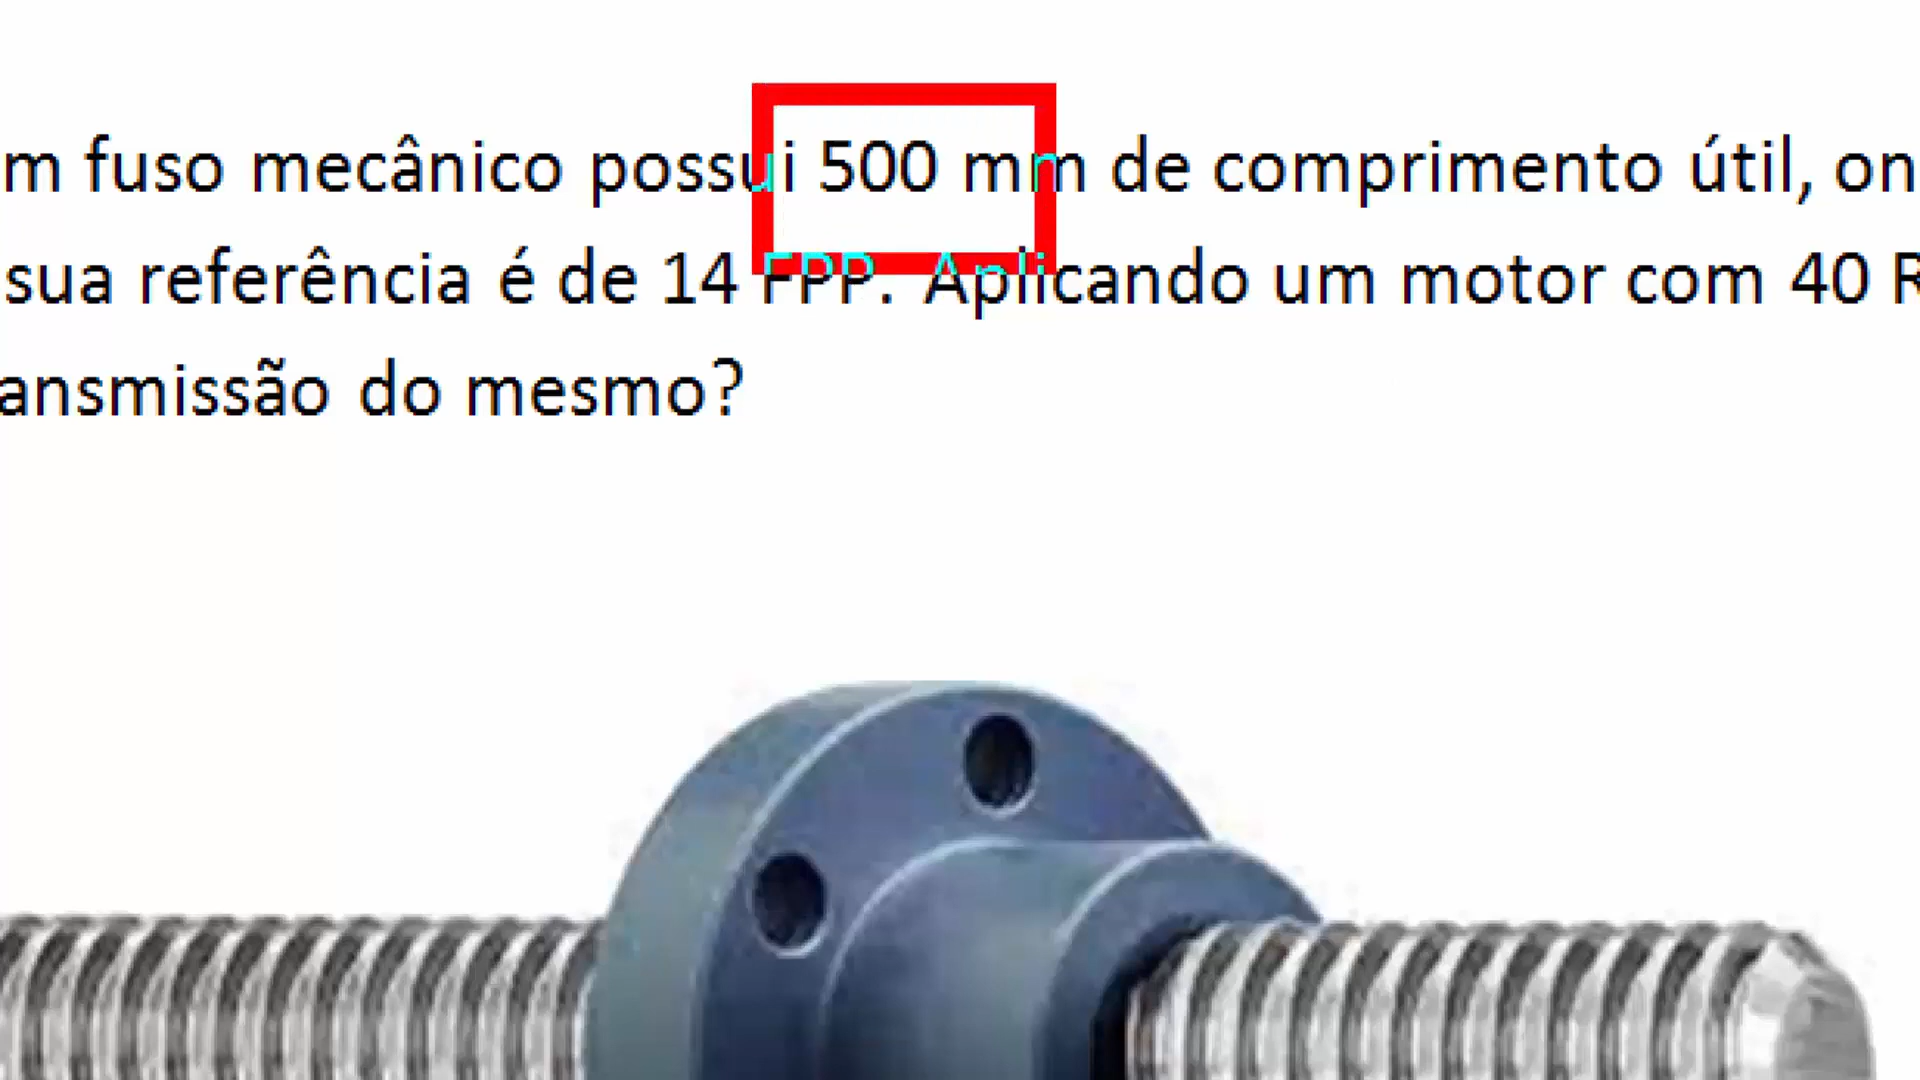 m fuso mecânico possui 500 mm de comprimento útil, on
sua referência é de 14 FPP. Aplicando um motor com 40 R
ansmissão do mesmo?